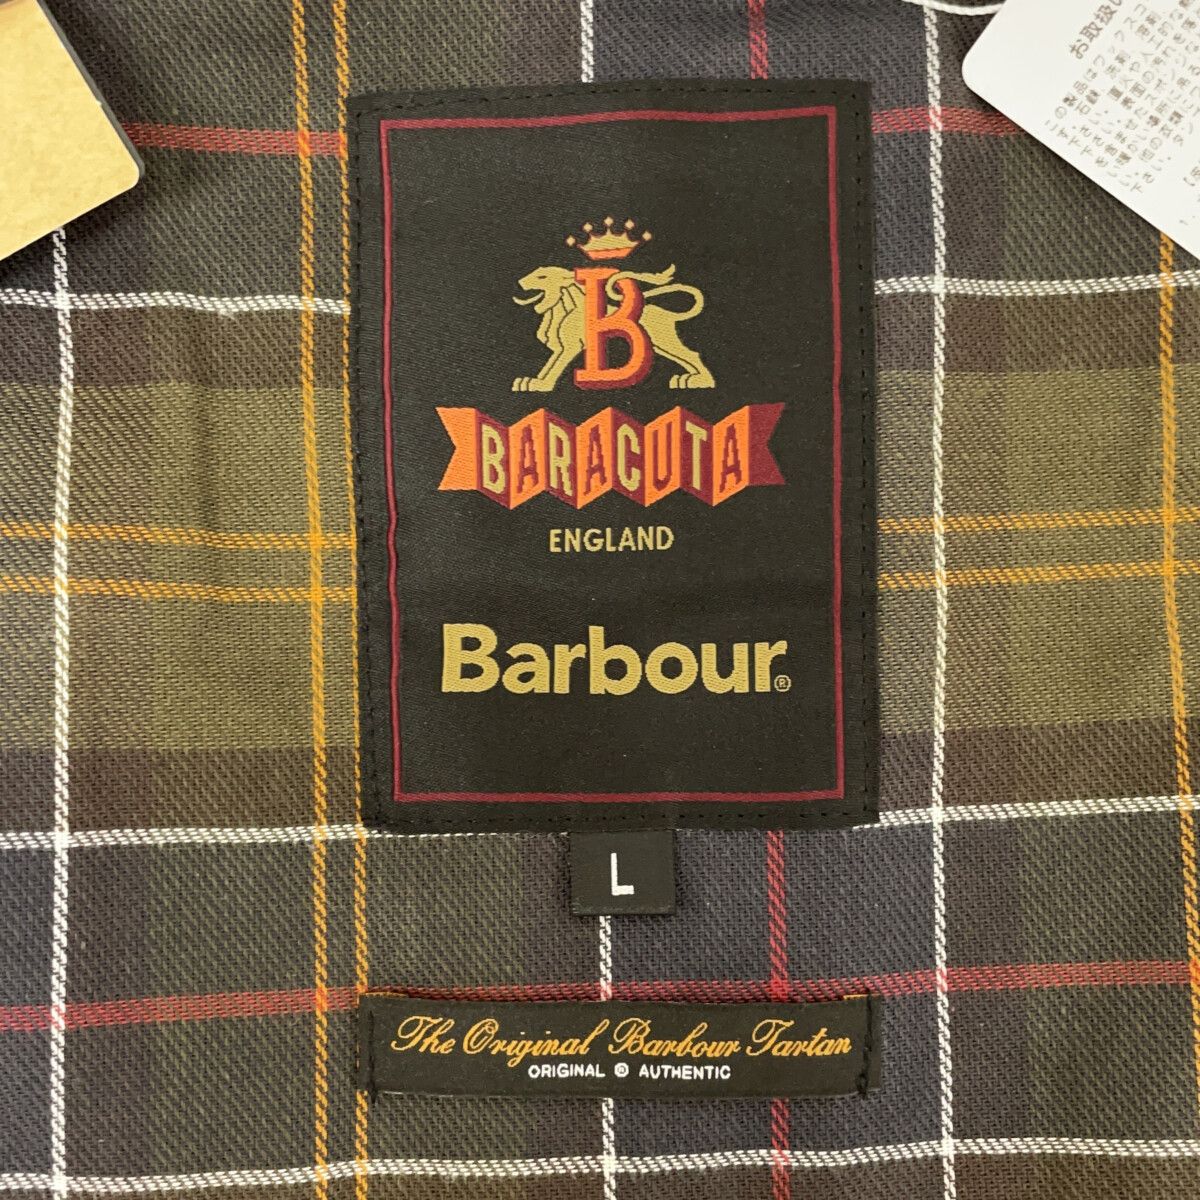 お取扱い
B
BARACUTA
ENGLAND
Barbour®
L
The Original Barbour Tartan
ORIGINAL ® AUTHENTIC